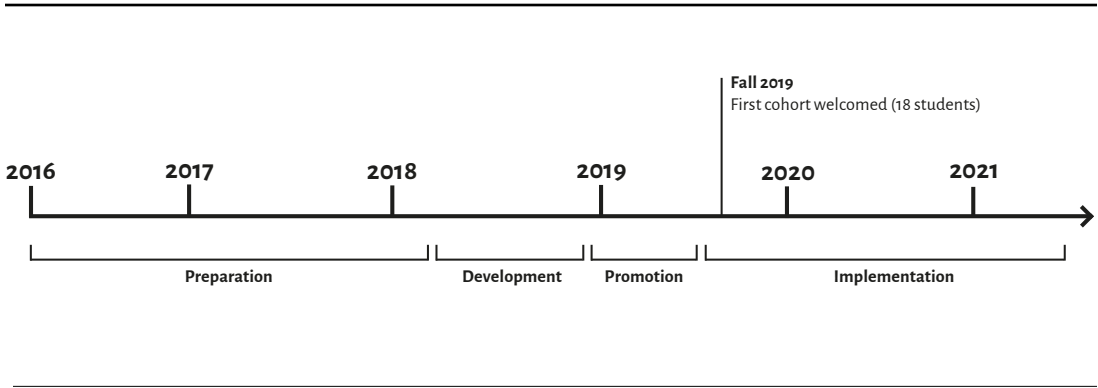 Fall 2019
First cohort welcomed (18 students)
2016 2017 2018 2019 2020 2021
Preparation Development Promotion Implementation